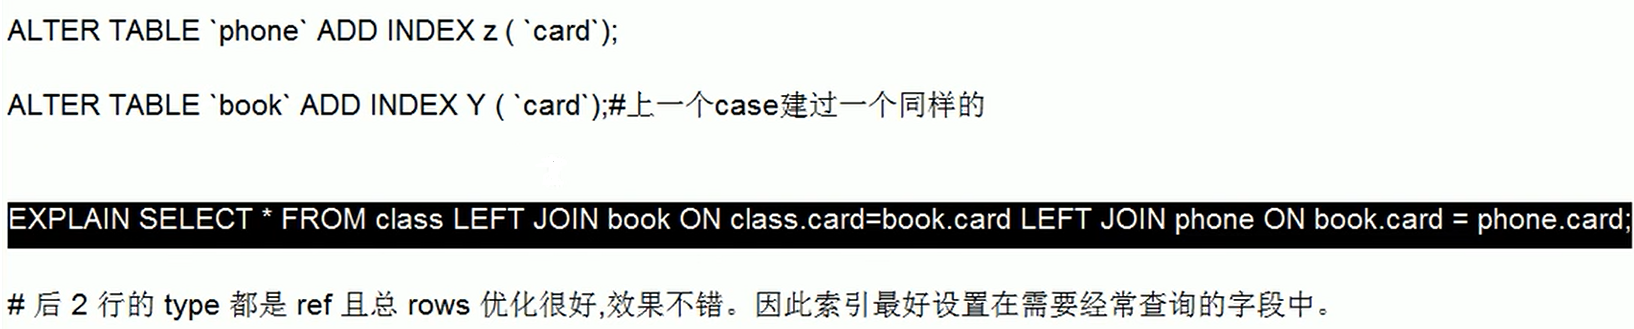 ALTER TABLE `phone` ADD INDEX z ( `card`);
ALTER TABLE `book` ADD INDEX Y ( `card`);#上一个case建过一个同样的
EXPLAIN SELECT * FROM class LEFT JOIN book ON class.card=book.card LEFT JOIN phone ON book.card = phone.card;
# 后 2 行的 type 都是 ref 且总 rows 优化很好,效果不错。因此索引最好设置在需要经常查询的字段中。